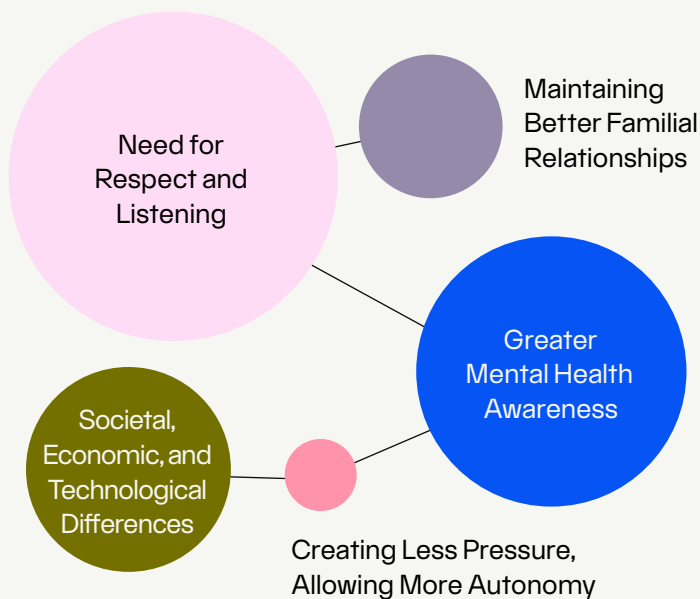 Need for
Respect and
Listening
Maintaining
Better Familial
Relationships
Greater
Mental Health
Awareness
Societal,
Economic, and
Technological
Differences
Creating Less Pressure,
Allowing More Autonomy